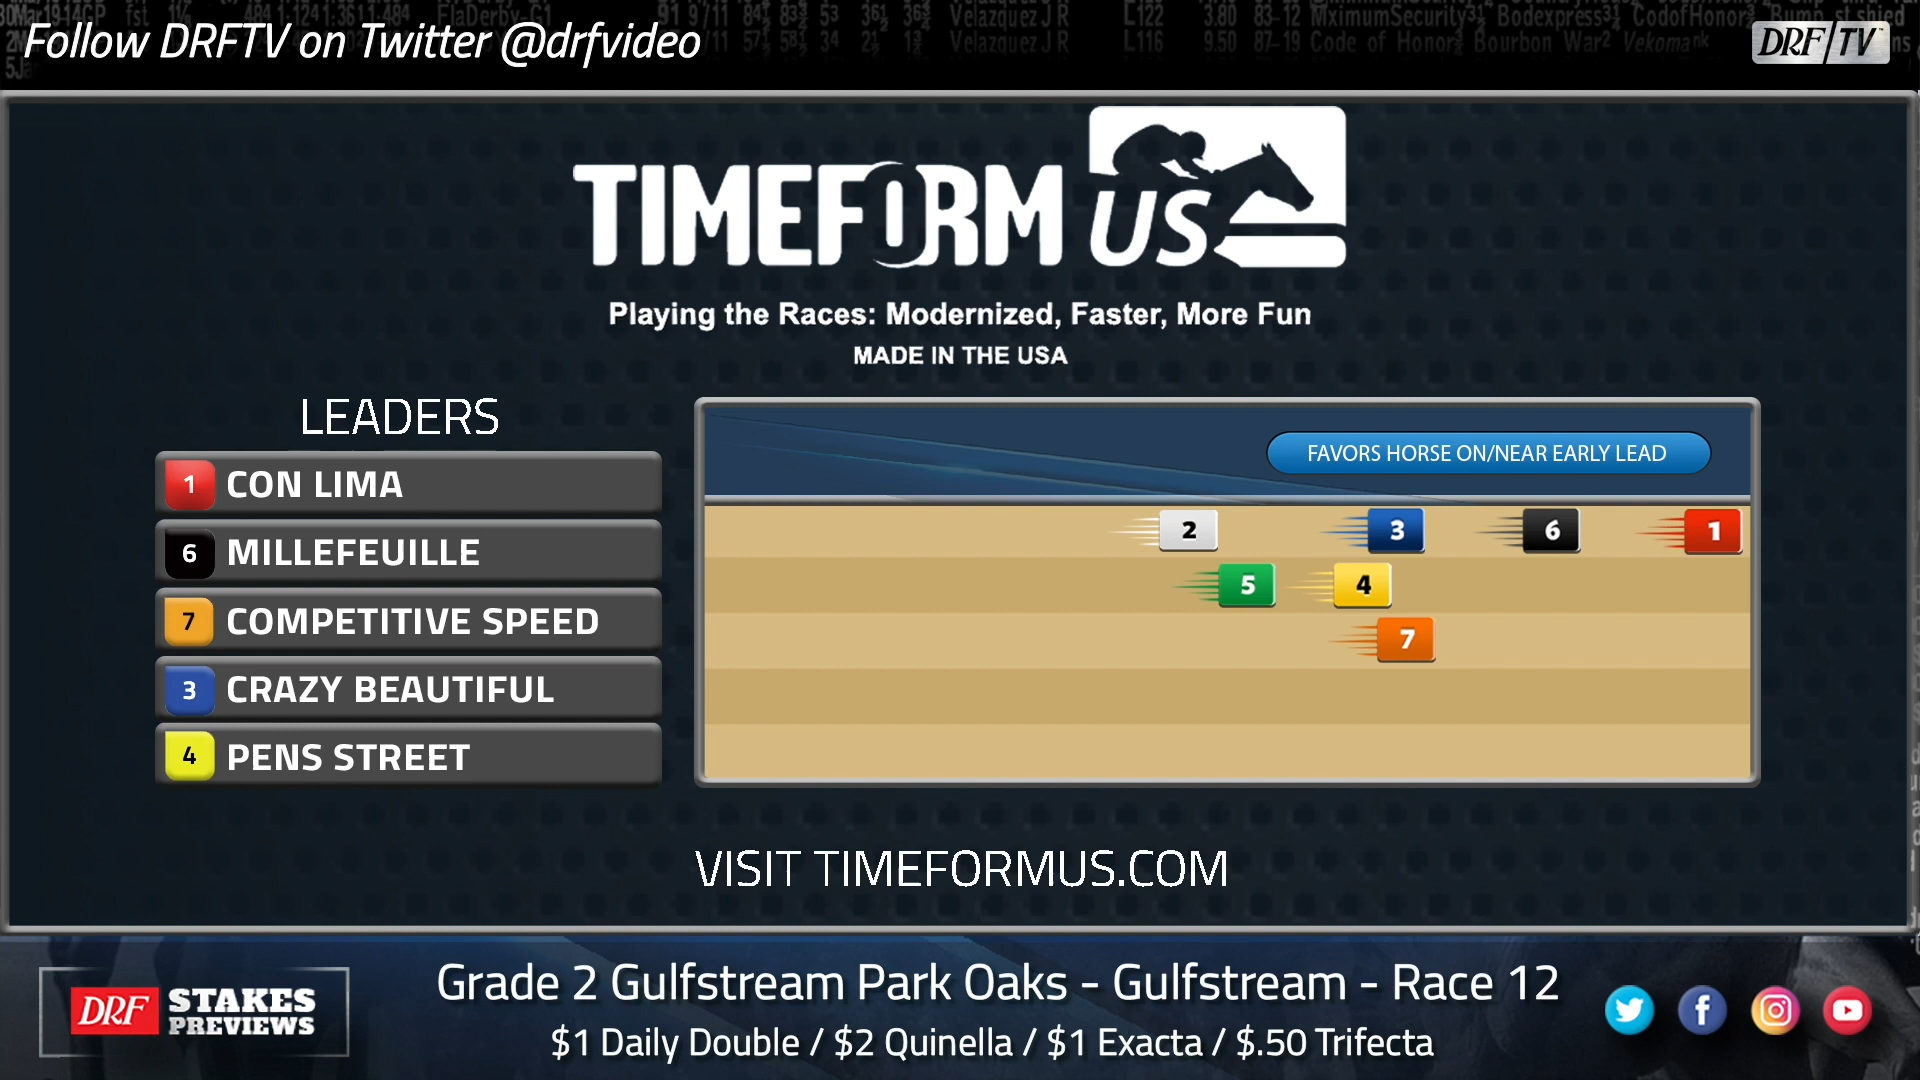 Follow DRFTV on Twitter @drfvideo
DRF TV
TIMEFORM US
Playing the Races: Modernized, Faster, More Fun
MADE IN THE USA
LEADERS
1 CON LIMA
6 MILLEFEUILLE
7 COMPETITIVE SPEED
3 CRAZY BEAUTIFUL
4 PENS STREET
FAVORS HORSE ON/NEAR EARLY LEAD
2 3 6 1
5 4
7
VISIT TIMEFORMUS.COM
DRF STAKES
PREVIEWS
Grade 2 Gulfstream Park Oaks - Gulfstream - Race 12
$1 Daily Double / $2 Quinella / $1 Exacta / $.50 Trifecta